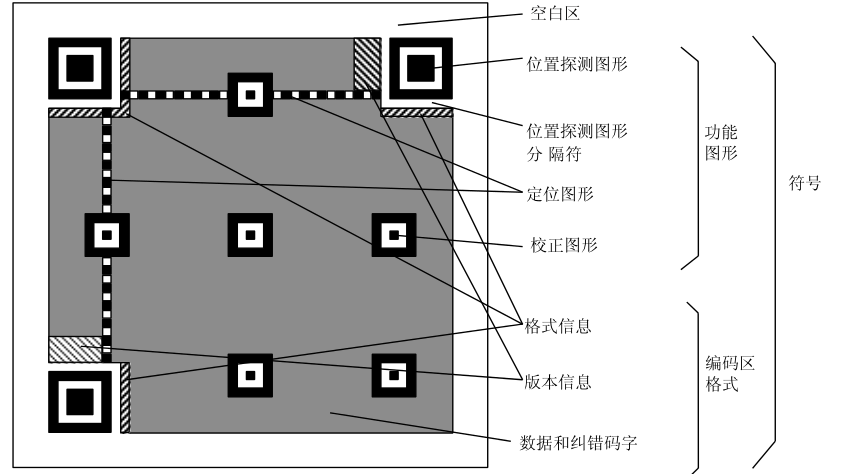 空白区
位置探测图形
位置探测图形
分 隔符
定位图形
校正图形
格式信息
版本信息
数据和纠错码字
功能
图形
编码区
格式
符号